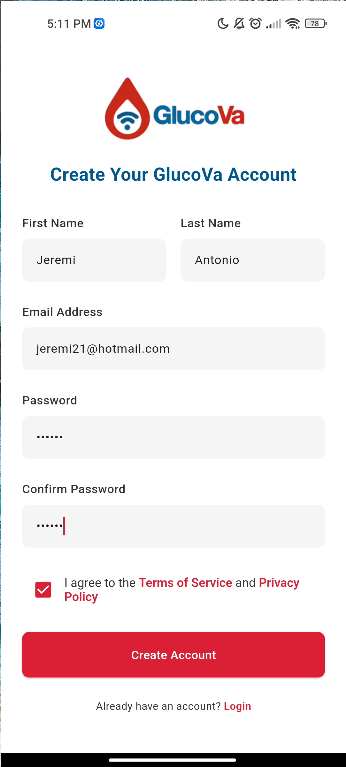 5:11 PM
78
GlucoVa
Create Your GlucoVa Account
First Name Last Name
Jeremi Antonio
Email Address
jeremi21@hotmail.com
Password
••••••
Confirm Password
••••••
I agree to the Terms of Service and Privacy
Policy
Create Account
Already have an account? Login